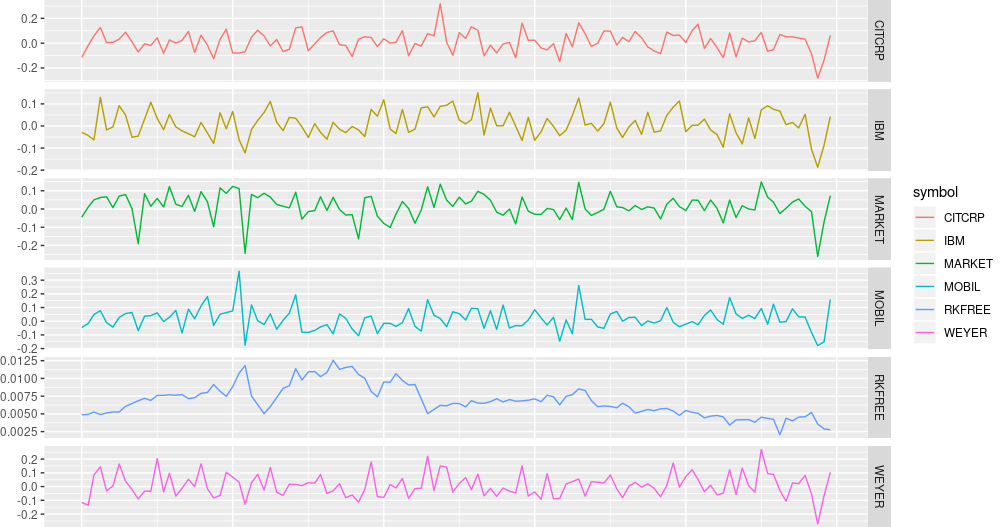 0.2
0.0
-0.2
CITCRP
0.1
0.0
-0.1
-0.2
IBM
0.1
0.0
-0.1
-0.2
MARKET
0.3
0.2
0.1
0.0
-0.1
-0.2
MOBIL
0.0125
0.0100
0.0075
0.0050
0.0025
RKFREE
0.2
0.1
0.0
-0.1
-0.2
WEYER
symbol
CITCRP
IBM
MARKET
MOBIL
RKFREE
WEYER